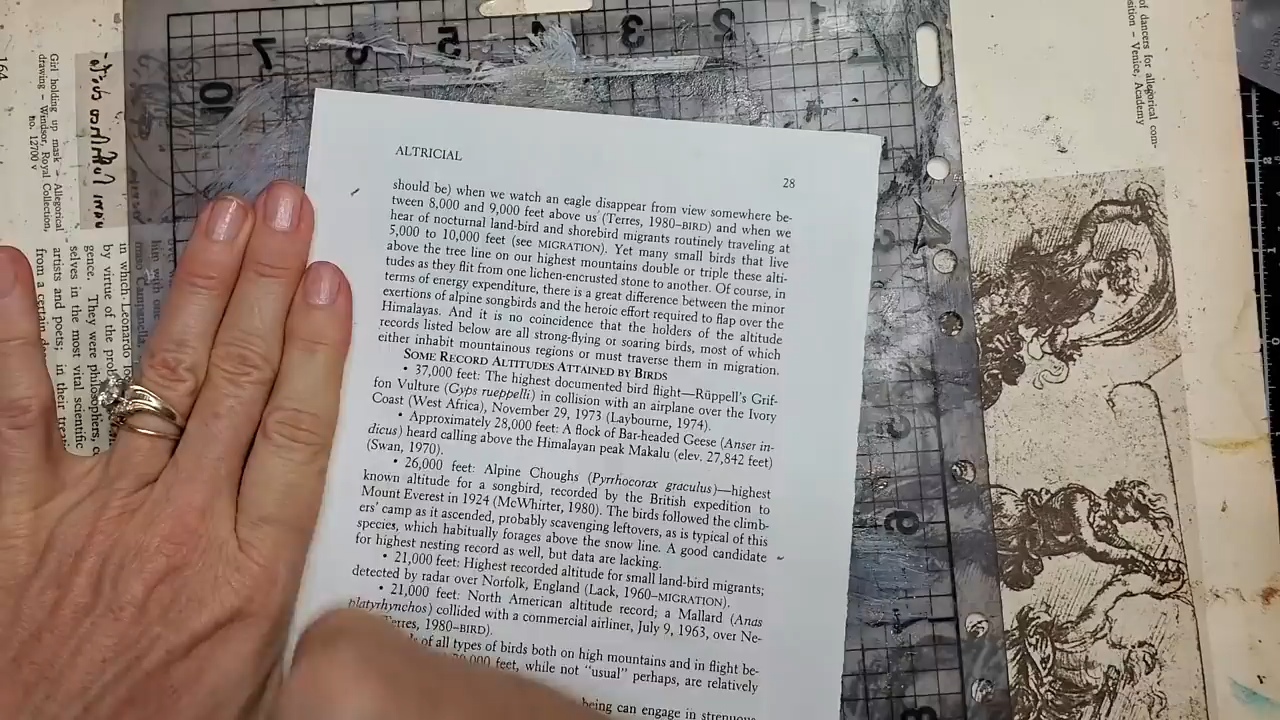 ALTRICIAL
28
should be) when we watch an eagle disappear from view somewhere be-
tween 8,000 and 9,000 feet above us (Terres, 1980–BIRD) and when we
hear of nocturnal land-bird and shorebird migrants routinely traveling at
5,000 to 10,000 feet (see MIGRATION). Yet many small birds that live
above the tree line on our highest mountains double or triple these alti-
tudes as they flit from one lichen-encrusted stone to another. Of course, in
terms of energy expenditure, there is a great difference between the minor
exertions of alpine songbirds and the heroic effort required to flap over the
Himalayas. And it is no coincidence that the holders of the altitude
records listed below are all strong-flying or soaring birds, most of which
either inhabit mountainous regions or must traverse them in migration.
SOME RECORD ALTITUDES ATTAINED BY BIRDS
• 37,000 feet: The highest documented bird flight—Rüppell's Grif-
fon Vulture (Gyps rueppelli) in collision with an airplane over the Ivory
Coast (West Africa), November 29, 1973 (Laybourne, 1974).
• Approximately 28,000 feet: A flock of Bar-headed Geese (Anser in-
dicus) heard calling above the Himalayan peak Makalu (elev. 27,842 feet)
(Swan, 1970).
• 26,000 feet: Alpine Choughs (Pyrrhocorax graculus)—highest
known altitude for a songbird, recorded by the British expedition to
Mount Everest in 1924 (McWhirter, 1980). The birds followed the climb-
ers' camp as it ascended, probably scavenging leftovers, as is typical of this
species, which habitually forages above the snow line. A good candidate
for highest nesting record as well, but data are lacking.
• 21,000 feet: Highest recorded altitude for small land-bird migrants;
detected by radar over Norfolk, England (Lack, 1960–MIGRATION).
• 21,000 feet: North American altitude record; a Mallard (Anas
platyrhynchos) collided with a commercial airliner, July 9, 1963, over Ne-
Terres, 1980–BIRD).
of all types of birds both on high mountains and in flight be-
feet, while not "usual" perhaps, are relatively
being can engage in strenuous
164
Girl holding up mask – Allegorical
drawing – Windsor, Royal Collection,
no. 12700 v
in which Leonardo
by virtue of the
gence. They were philosophers,
selves in the most vital scientific
artists and poets; in their
from a certain
of dancers for allegorical com-
sition – Venice, Academy
7
6
5
4
3
2
1
10